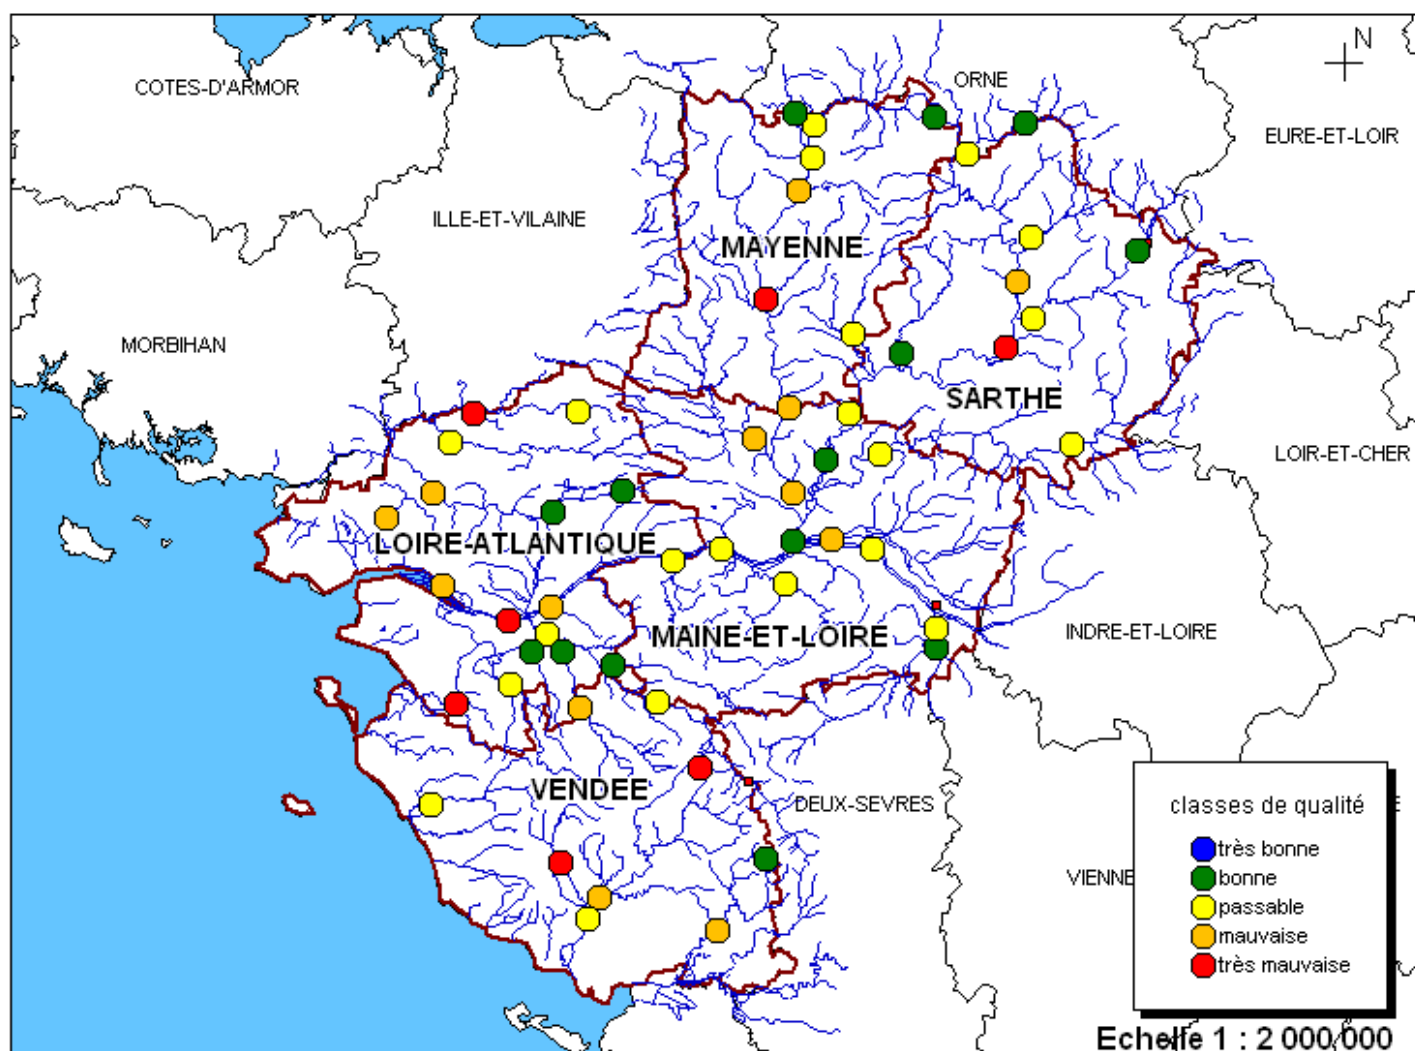 N
ORNE
COTES-D'ARMOR
EURE-ET-LOIR
ILLE-ET-VILAINE
MAYENNE
MORBIHAN
SARTHE
LOIR-ET-CHER
LOIRE-ATLANTIQUE
MAINE-ET-LOIRE
INDRE-ET-LOIRE
VENDEE
DEUX-SEVRES
VIENNE
E
classes de qualité
très bonne
bonne
passable
mauvaise
très mauvaise
Echelle 1 : 2 000 000